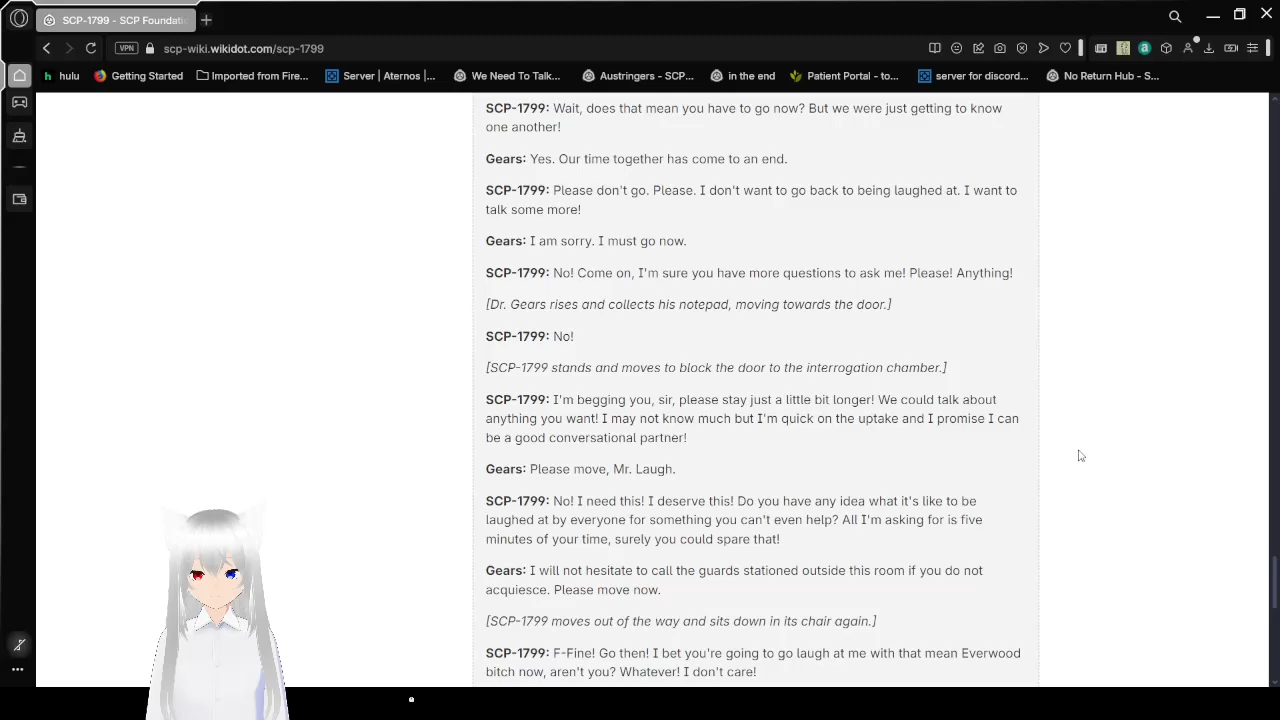 SCP-1799 - SCP Foundati
VPN scp-wiki.wikidot.com/scp-1799
hulu Getting Started Imported from Fire... Server | Aternos |... We Need To Talk... Austringers - SCP... in the end Patient Portal - to... server for discord... No Return Hub - S...
SCP-1799: Wait, does that mean you have to go now? But we were just getting to know
one another!
Gears: Yes. Our time together has come to an end.
SCP-1799: Please don't go. Please. I don't want to go back to being laughed at. I want to
talk some more!
Gears: I am sorry. I must go now.
SCP-1799: No! Come on, I'm sure you have more questions to ask me! Please! Anything!
[Dr. Gears rises and collects his notepad, moving towards the door.]
SCP-1799: No!
[SCP-1799 stands and moves to block the door to the interrogation chamber.]
SCP-1799: I'm begging you, sir, please stay just a little bit longer! We could talk about
anything you want! I may not know much but I'm quick on the uptake and I promise I can
be a good conversational partner!
Gears: Please move, Mr. Laugh.
SCP-1799: No! I need this! I deserve this! Do you have any idea what it's like to be
laughed at by everyone for something you can't even help? All I'm asking for is five
minutes of your time, surely you could spare that!
Gears: I will not hesitate to call the guards stationed outside this room if you do not
acquiesce. Please move now.
[SCP-1799 moves out of the way and sits down in its chair again.]
SCP-1799: F-Fine! Go then! I bet you're going to go laugh at me with that mean Everwood
bitch now, aren't you? Whatever! I don't care!